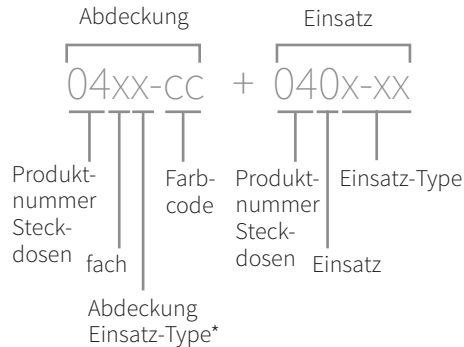 Abdeckung Einsatz
04xx-cc + 040x-xx
Produkt-
nummer
Steck-
dosen
fach
Abdeckung
Einsatz-Type*
Farb-
code
Produkt-
nummer
Steck-
dosen
Einsatz
Einsatz-Type